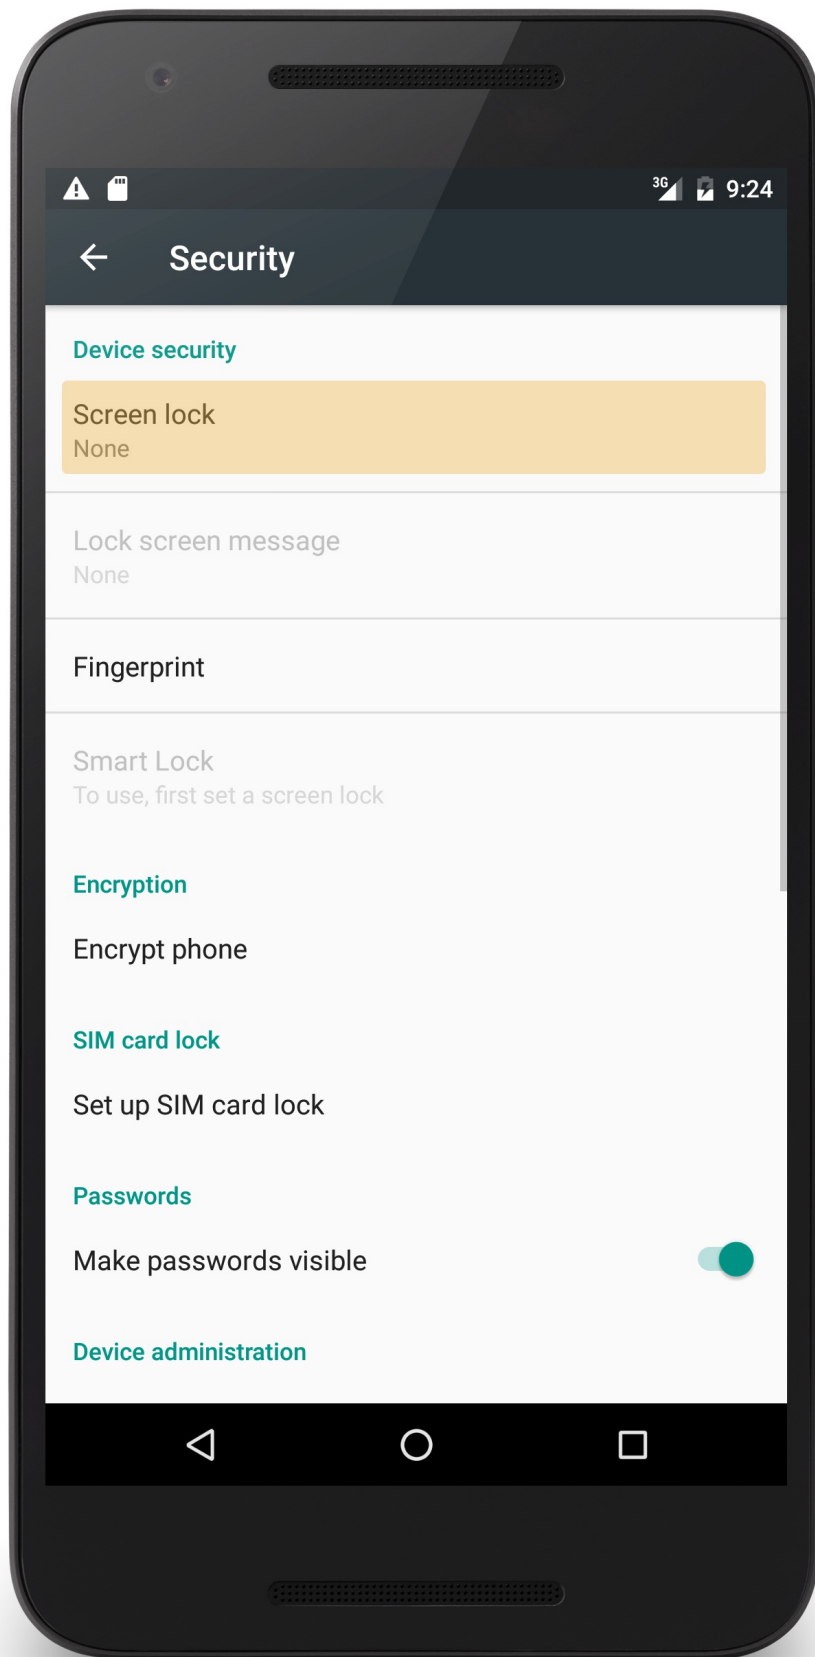 3G 9:24
Security
Device security
Screen lock
None
Lock screen message
None
Fingerprint
Smart Lock
To use, first set a screen lock
Encryption
Encrypt phone
SIM card lock
Set up SIM card lock
Passwords
Make passwords visible
Device administration